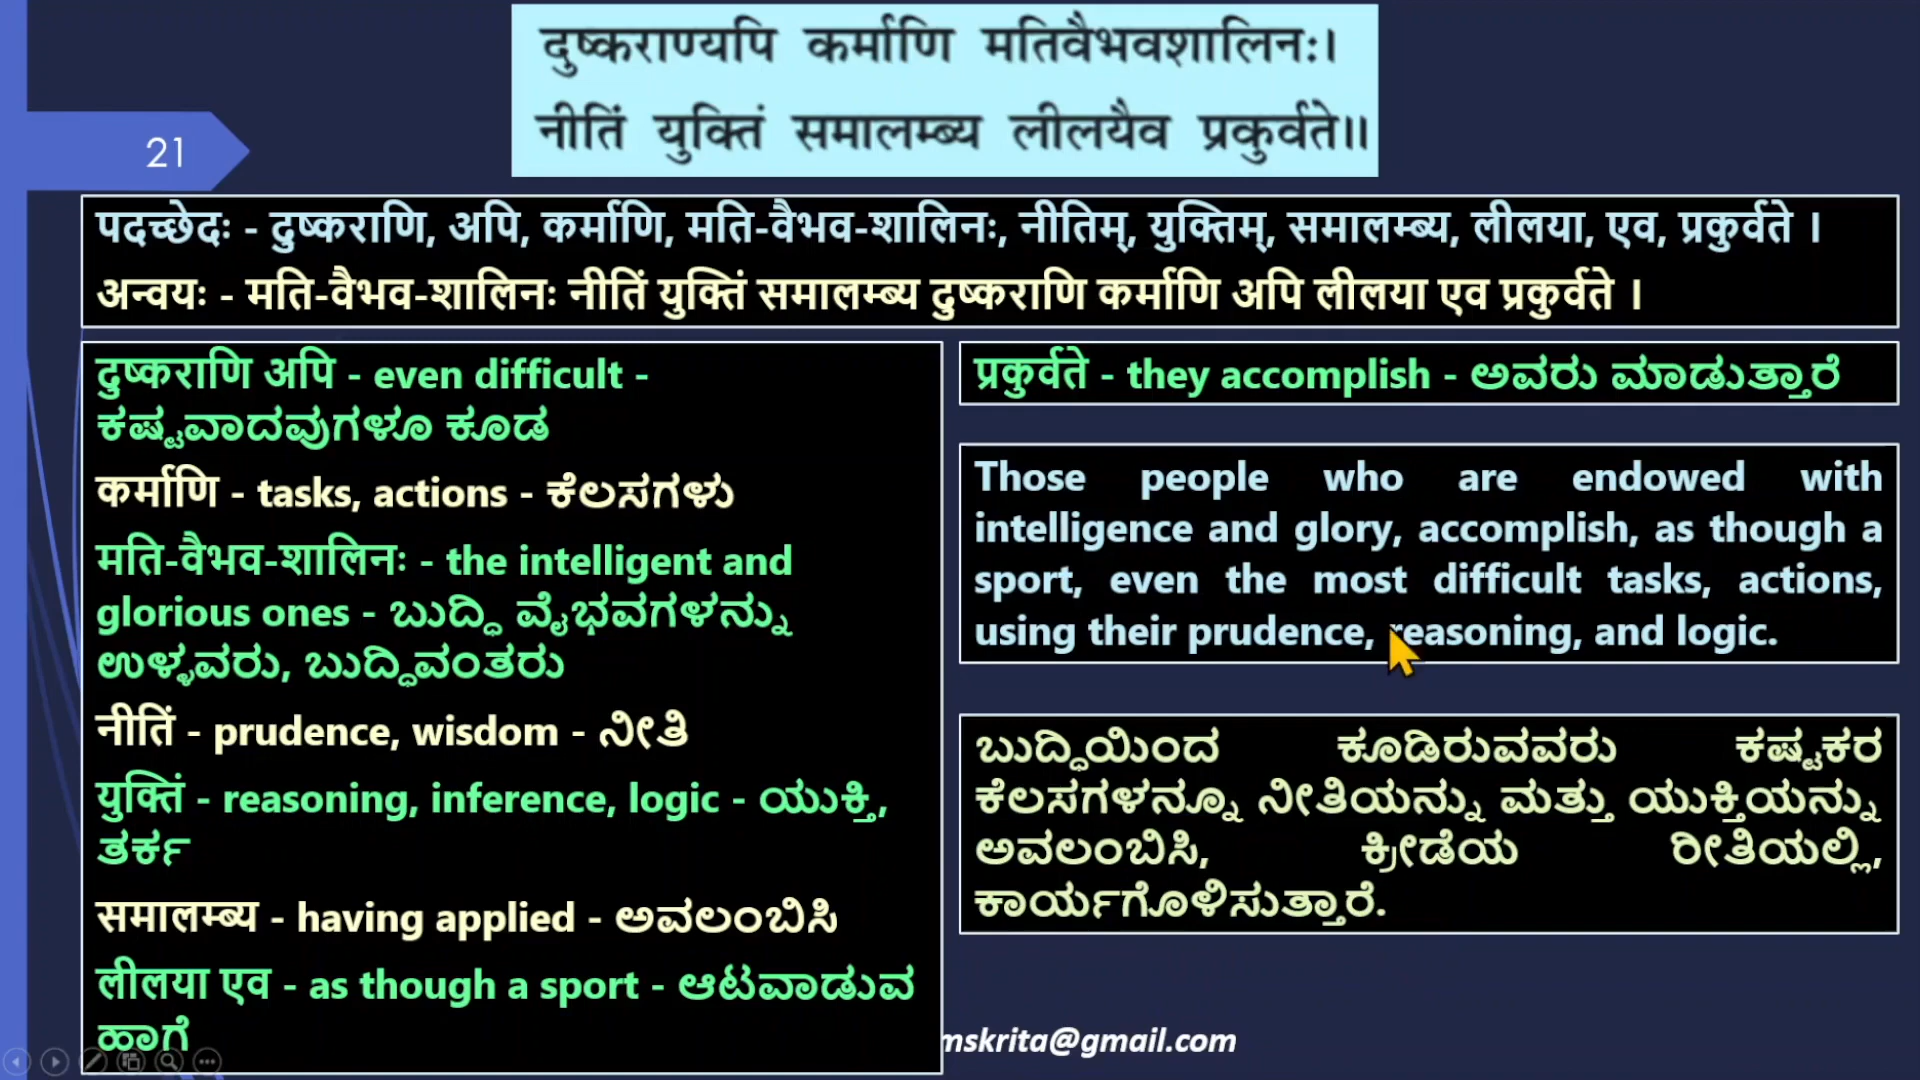 दुष्कराण्यपि कर्माणि मतिवैभवशालिनः।
नीतिं युक्तिं समालम्ब्य लीलयैव प्रकुर्वते॥
21
पदच्छेदः - दुष्कराणि, अपि, कर्माणि, मति-वैभव-शालिनः, नीतिम्, युक्तिम्, समालम्ब्य, लीलया, एव, प्रकुर्वते ।
अन्वयः - मति-वैभव-शालिनः नीतिं युक्तिं समालम्ब्य दुष्कराणि कर्माणि अपि लीलया एव प्रकुर्वते ।
दुष्कराणि अपि - even difficult -
ಕಷ್ಟವಾದವುಗಳೂ ಕೂಡ
कर्माणि - tasks, actions - ಕೆಲಸಗಳು
मति-वैभव-शालिनः - the intelligent and
glorious ones - ಬುದ್ಧಿ ವೈಭವಗಳನ್ನು
ಉಳ್ಳವರು, ಬುದ್ಧಿವಂತರು
नीतिं - prudence, wisdom - ನೀತಿ
युक्तिं - reasoning, inference, logic - ಯುಕ್ತಿ,
ತರ್ಕ
समालम्ब्य - having applied - ಅವಲಂಬಿಸಿ
लीलया एव - as though a sport - ಆಟವಾಡುವ
ಹಾಗೆ
प्रकुर्वते - they accomplish - ಅವರು ಮಾಡುತ್ತಾರೆ
Those people who are endowed with
intelligence and glory, accomplish, as though a
sport, even the most difficult tasks, actions,
using their prudence, reasoning, and logic.
ಬುದ್ಧಿಯಿಂದ ಕೂಡಿರುವವರು ಕಷ್ಟಕರ
ಕೆಲಸಗಳನ್ನೂ ನೀತಿಯನ್ನು ಮತ್ತು ಯುಕ್ತಿಯನ್ನು
ಅವಲಂಬಿಸಿ, ಕ್ರೀಡೆಯ ರೀತಿಯಲ್ಲಿ,
ಕಾರ್ಯಗೊಳಿಸುತ್ತಾರೆ.
mskrita@gmail.com